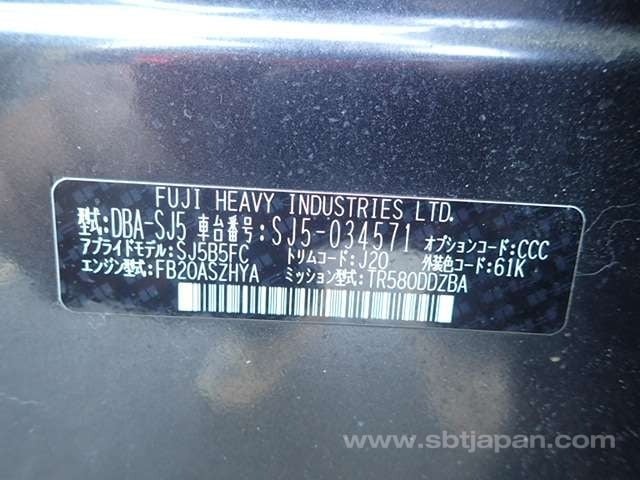 FUJI HEAVY INDUSTRIES LTD.
型式:DBA-SJ5 車台番号:SJ5-034571 オプションコード:CCC
アプライドモデル:SJ5B5FC トリムコード:J20 外装色コード:61K
エンジン型式:FB20ASZHYA ミッション型式:TR580DDZBA
www.sbtjapan.com